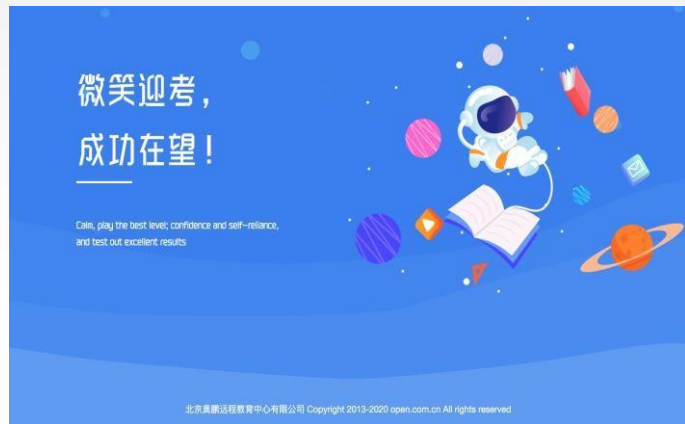 微笑迎考，
成功在望！
Calm, play the best level; confidence and self-reliance,
and test out excellent results
北京奥鹏远程教育中心有限公司 Copyright 2013-2020 open.com.cn All rights reserved